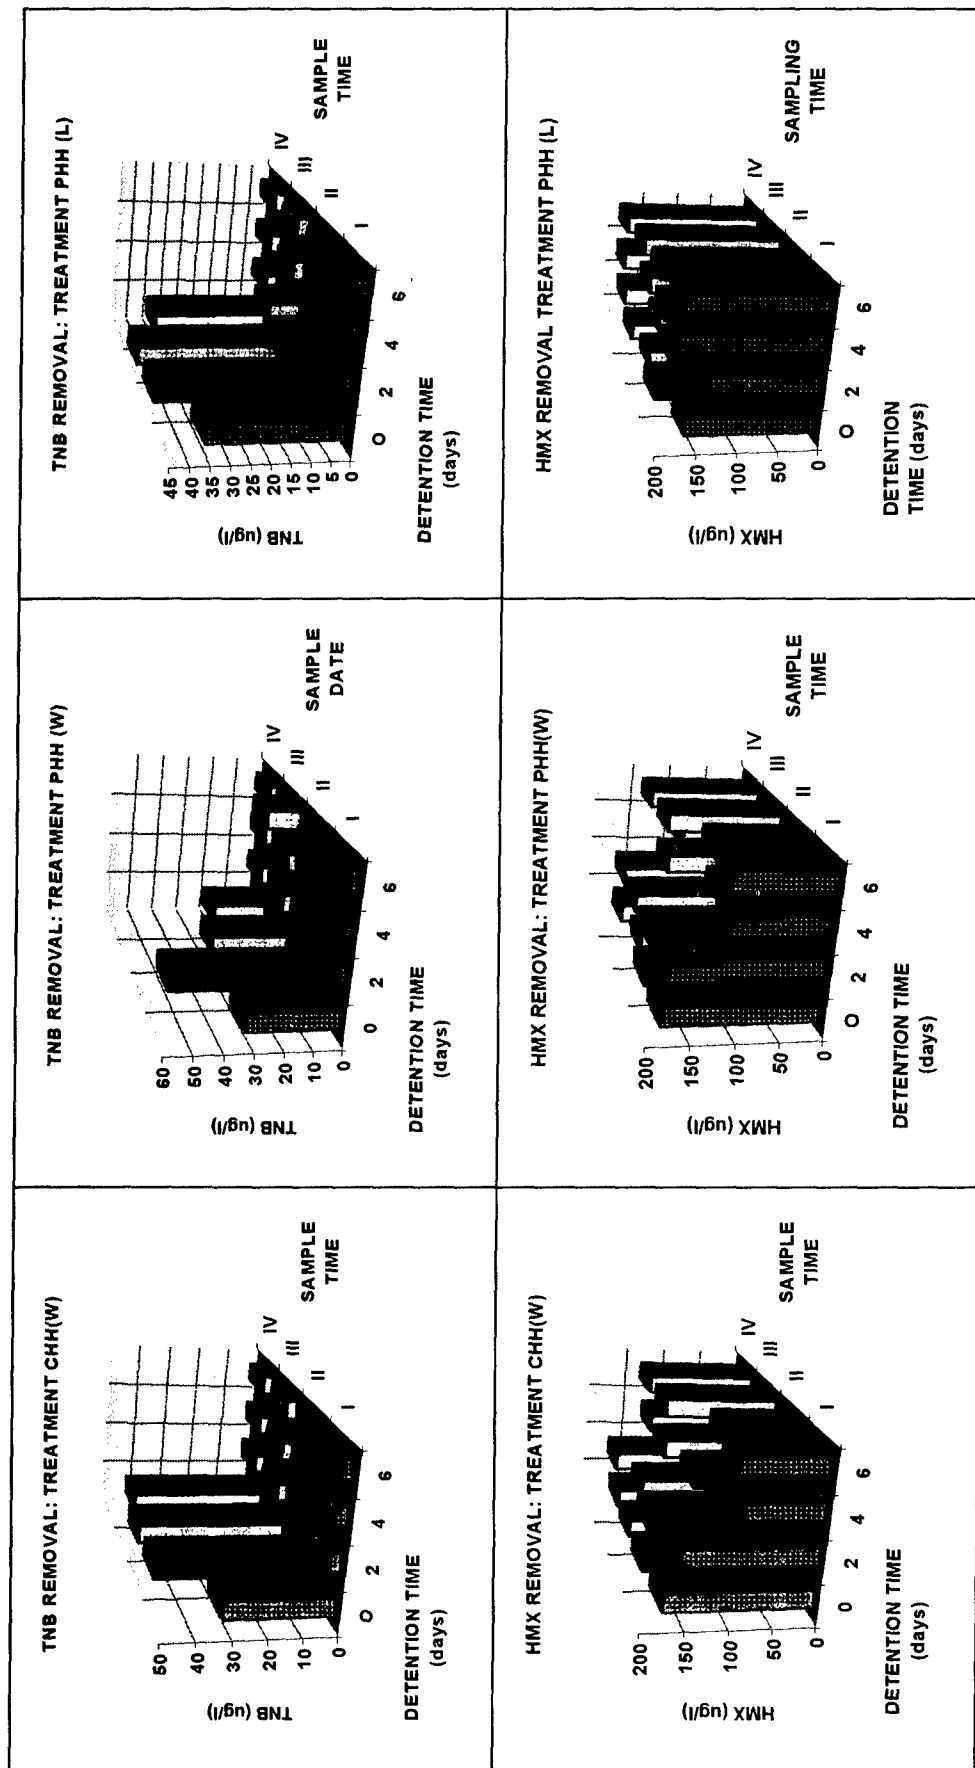 TNB REMOVAL: TREATMENT CHH(W)
TNB (ug/l)
50
40
30
20
10
0
O
2
4
6
DETENTION TIME
(days)
I
II
III
IV
SAMPLE
TIME
TNB REMOVAL: TREATMENT PHH (W)
TNB (ug/l)
60
50
40
30
20
10
0
0
2
4
6
DETENTION TIME
(days)
I
II
III
IV
SAMPLE
DATE
TNB REMOVAL: TREATMENT PHH (L)
TNB (ug/l)
45
40
35
30
25
20
15
10
5
0
O
2
4
6
DETENTION TIME
(days)
I
II
III
IV
SAMPLE
TIME
HMX REMOVAL: TREATMENT CHH(W)
HMX (ug/l)
200
150
100
50
0
0
2
4
6
DETENTION TIME
(days)
I
II
III
IV
SAMPLE
TIME
HMX REMOVAL: TREATMENT PHH(W)
HMX (ug/l)
200
150
100
50
0
O
2
4
6
DETENTION TIME
(days)
I
II
III
IV
SAMPLE
TIME
HMX REMOVAL TREATMENT PHH (L)
HMX (ug/l)
200
150
100
50
0
O
2
4
6
DETENTION
TIME (days)
I
II
III
IV
SAMPLING
TIME